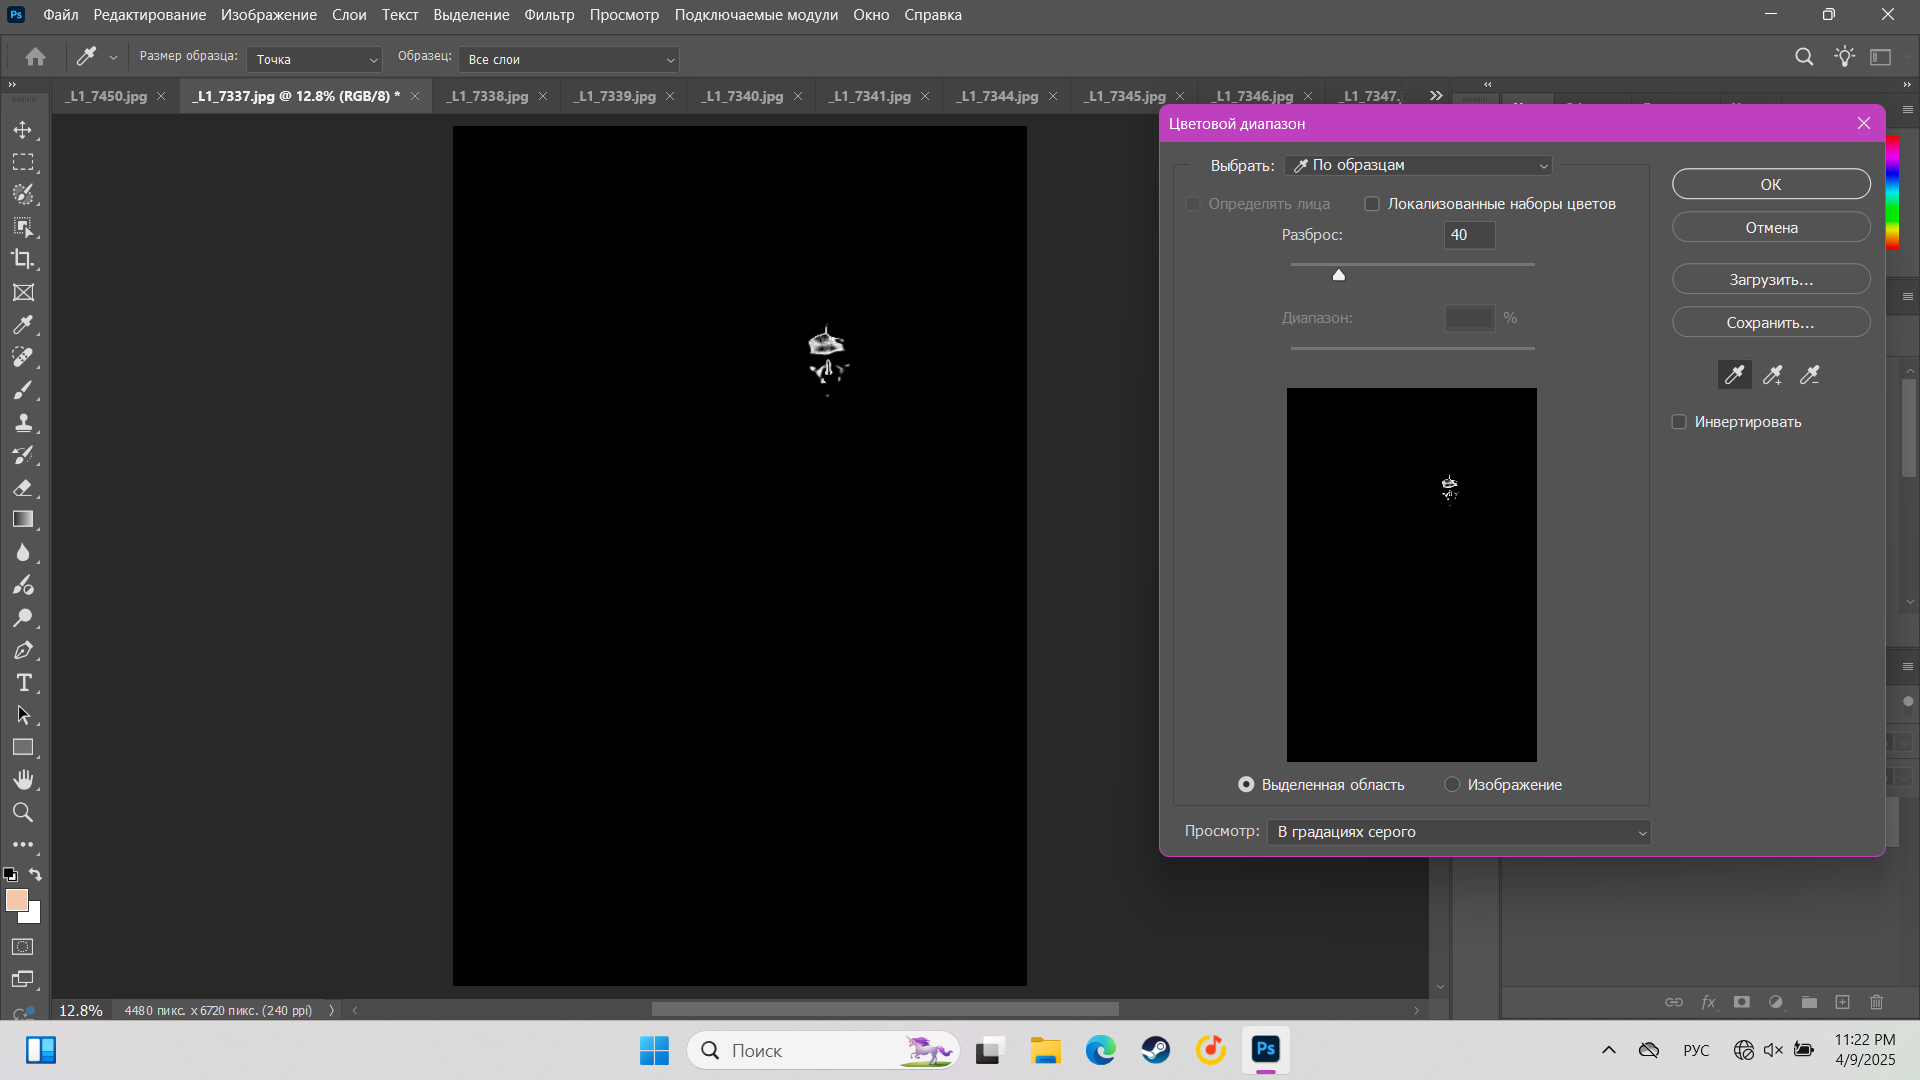 Ps Файл Редактирование Изображение Слои Текст Выделение Фильтр Просмотр Подключаемые модули Окно Справка
Размер образца: Точка Образец: Все слои
_L1_7450.jpg _L1_7337.jpg @ 12.8% (RGB/8) * _L1_7338.jpg _L1_7339.jpg _L1_7340.jpg _L1_7341.jpg _L1_7344.jpg _L1_7345.jpg _L1_7346.jpg _L1_7347.
Цветовой диапазон
Выбрать: По образцам
OK
Определять лица Локализованные наборы цветов
Отмена
Разброс: 40
Загрузить...
Диапазон: %
Сохранить...
Инвертировать
Выделенная область Изображение
Просмотр: В градациях серого
12.8% 4480 пикс. x 6720 пикс. (240 ppi)
fx
Поиск
Ps
РУС
11:22 PM
4/9/2025